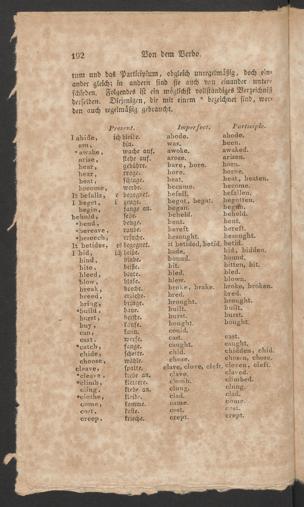 192 Von dem Verbo.
tum und das Participium, obgleich unregelmäßig, doch ein-
ander gleich; in andern sind sie auch von einander unter-
schieden. Folgendes ist ein möglichst vollständiges Verzeichniß
derselben. Diejenigen, die mit einem * bezeichnet sind, wer-
den auch regelmäßig gebraucht.
Present. Imperfect. Participle.
I abide, ich bleibe. abode. abode.
am, bin. was. been.
*awake, wache auf. awoke. awaked.
arise, stehe auf. arose. arisen.
bear, gebäre. bare, bore. born.
bear, trage. bore. borne.
beat, schlage. beat. beat, beaten.
become, werde. became. become.
It befalls, es begegnet. befell. befallen.
I beget, begot, begat. begotten.
begin, fange an. began. begun.
behold, sehe. beheld. beheld.
*bend, beuge. bent. bent.
*bereave, raube. bereft. bereft.
*beseech, ersuche. besought. besought.
It betides, es begegnet. it betided, betid. betid.
I bid, ich bade, bid, bidden.
bind, binde. bound. bound.
bite, beiße. bit. bitten, bit.
bleed, blute. bled. bled.
blow, blase. blew. blown.
break, breche. broke, brake. broke, broken.
breed, erziehe. bred. bred.
bring, bringe. brought. brought.
*build, baue. built. built.
burst, berste. burst. burst.
buy, kaufe. bought. bought.
can, kann. could.
cast, werfe. cast. cast.
*catch, fange. caught. caught.
chide, schelte. chid. chidden, chid.
choose, wähle. chose. chosen, chose.
cleave, spalte. clave, clove, cleft. cloven, cleft.
*cleave, klebe an. clave. cleaved.
*climb, klettere. clomb. climbed.
cling, klebe an. clung. clung.
*clothe, kleide. clad. clad.
come, komme. came. come.
cost, koste. cost. cost.
creep, krieche. crept. crept.